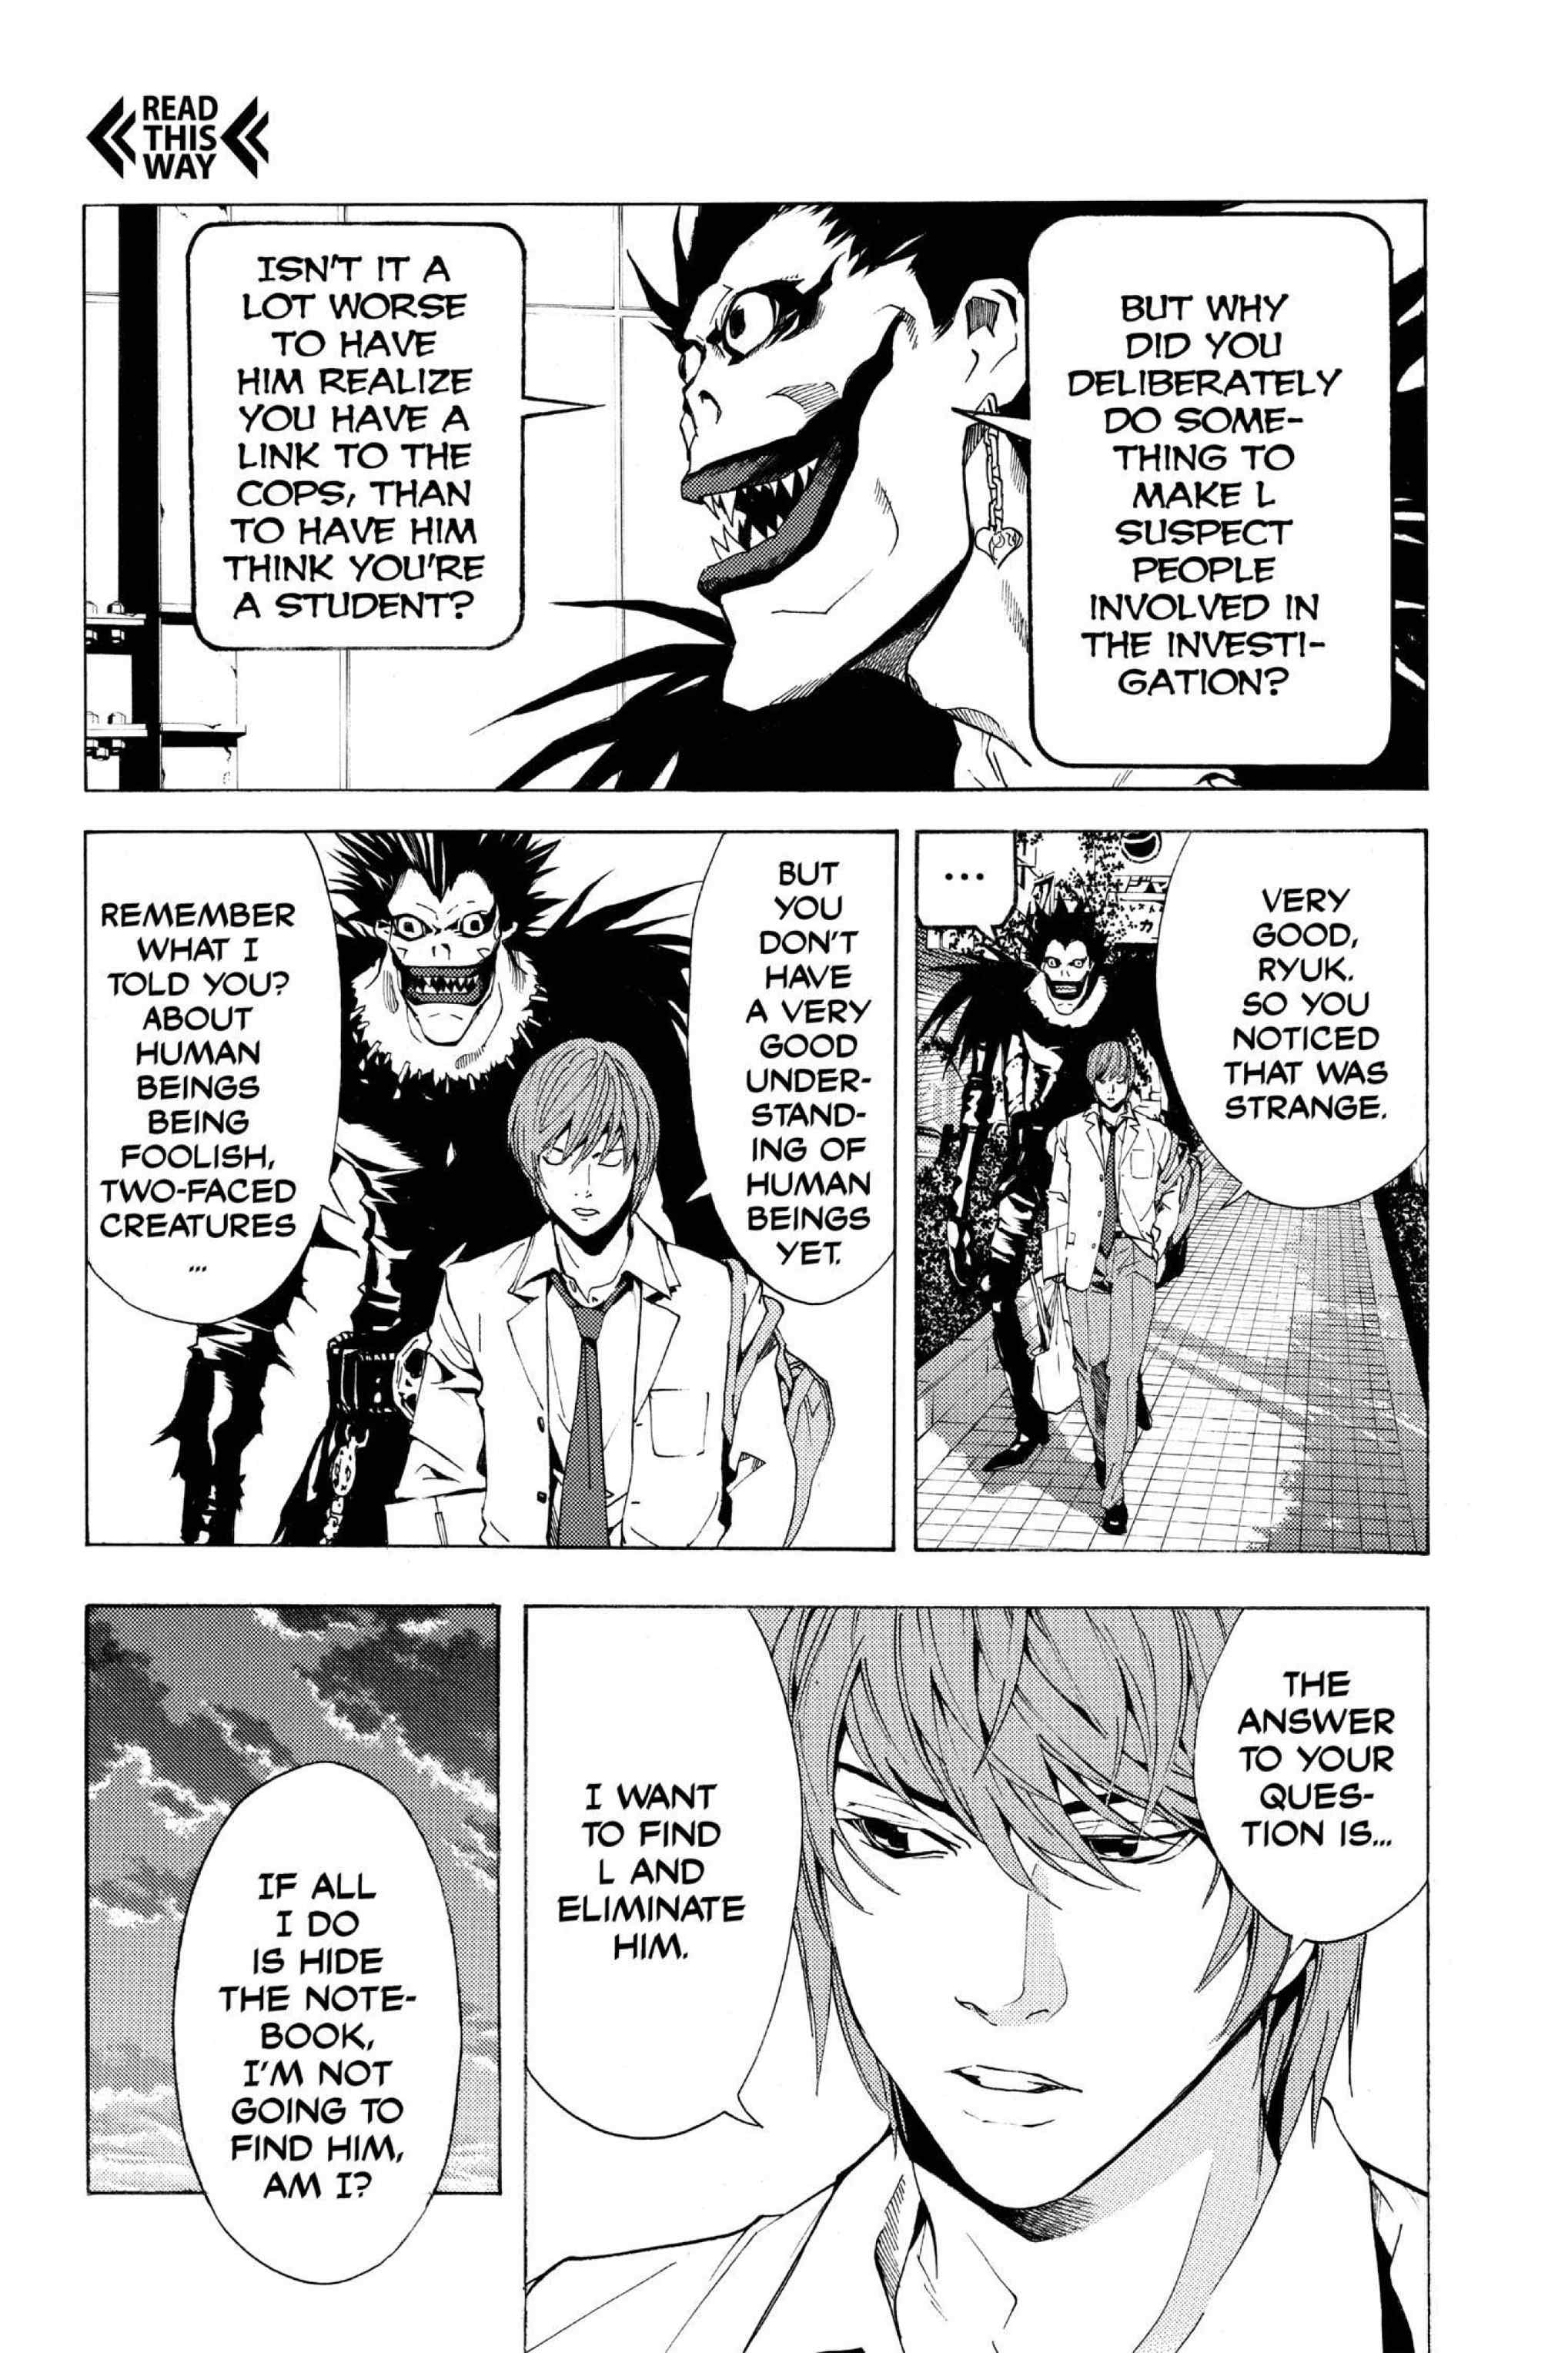 READ
THIS
WAY
BUT WHY
DID YOU
DELIBERATELY
DO SOME-
THING TO
MAKE L
SUSPECT
PEOPLE
INVOLVED IN
THE INVESTI-
GATION?
ISN'T IT A
LOT WORSE
TO HAVE
HIM REALIZE
YOU HAVE A
LINK TO THE
COPS, THAN
TO HAVE HIM
THINK YOU'RE
A STUDENT?
VERY
GOOD,
RYUK.
SO YOU
NOTICED
THAT WAS
STRANGE.
...
BUT
YOU
DON'T
HAVE
A VERY
GOOD
UNDER-
STAND-
ING OF
HUMAN
BEINGS
YET.
REMEMBER
WHAT I
TOLD YOU?
ABOUT
HUMAN
BEINGS
BEING
FOOLISH,
TWO-FACED
CREATURES
...
THE
ANSWER
TO YOUR
QUES-
TION IS...
I WANT
TO FIND
L AND
ELIMINATE
HIM.
IF ALL
I DO
IS HIDE
THE NOTE-
BOOK,
I'M NOT
GOING TO
FIND HIM,
AM I?